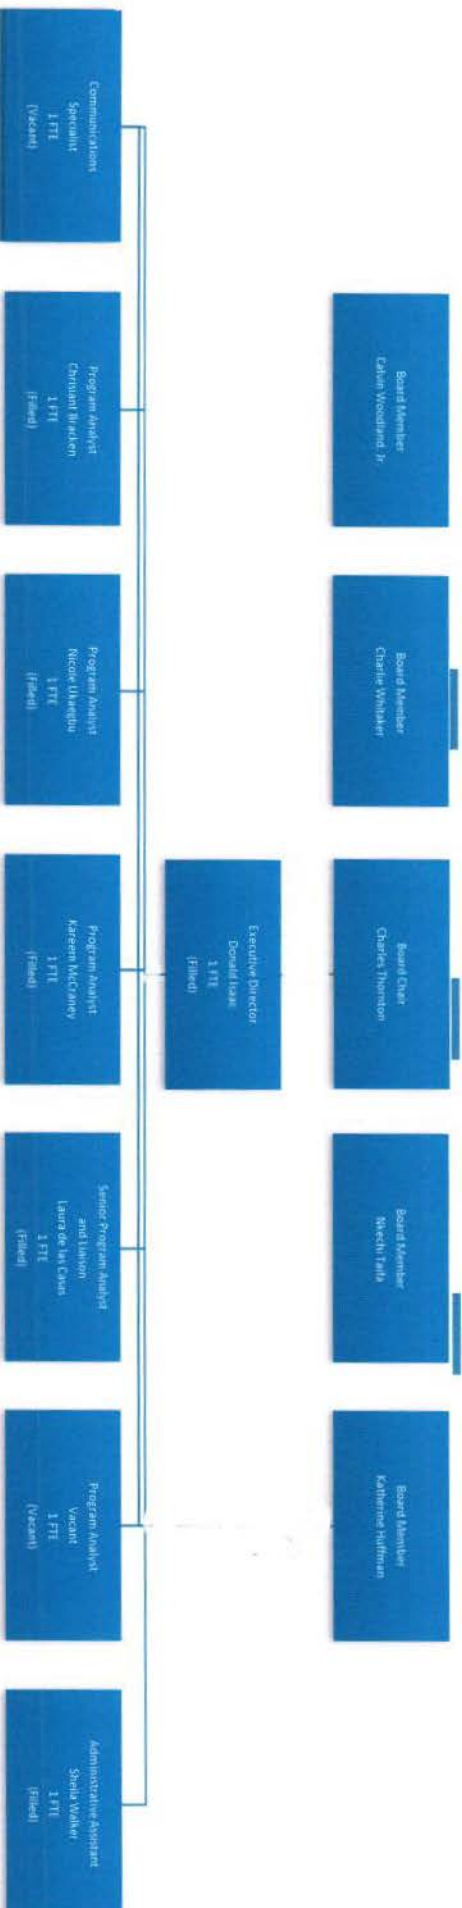 Board Member
Calvin Woodland, Jr.
Board Member
Charlie Whitaker
Board Chair
Charles Thornton
Board Member
Nkechi Taifa
Board Member
Katherine Huffman
Executive Director
Donald Isaac
1 FTE
(Filled)
Communications
Specialist
1 FTE
(Vacant)
Program Analyst
Chrisiant Bracken
1 FTE
(Filled)
Program Analyst
Nicole Ukaegbu
1 FTE
(Filled)
Program Analyst
Kareem McCraney
1 FTE
(Filled)
Senior Program Analyst
and Liaison
Laura de las Casas
1 FTE
(Filled)
Program Analyst
Vacant
1 FTE
(Vacant)
Administrative Assistant
Sheila Walker
1 FTE
(Filled)